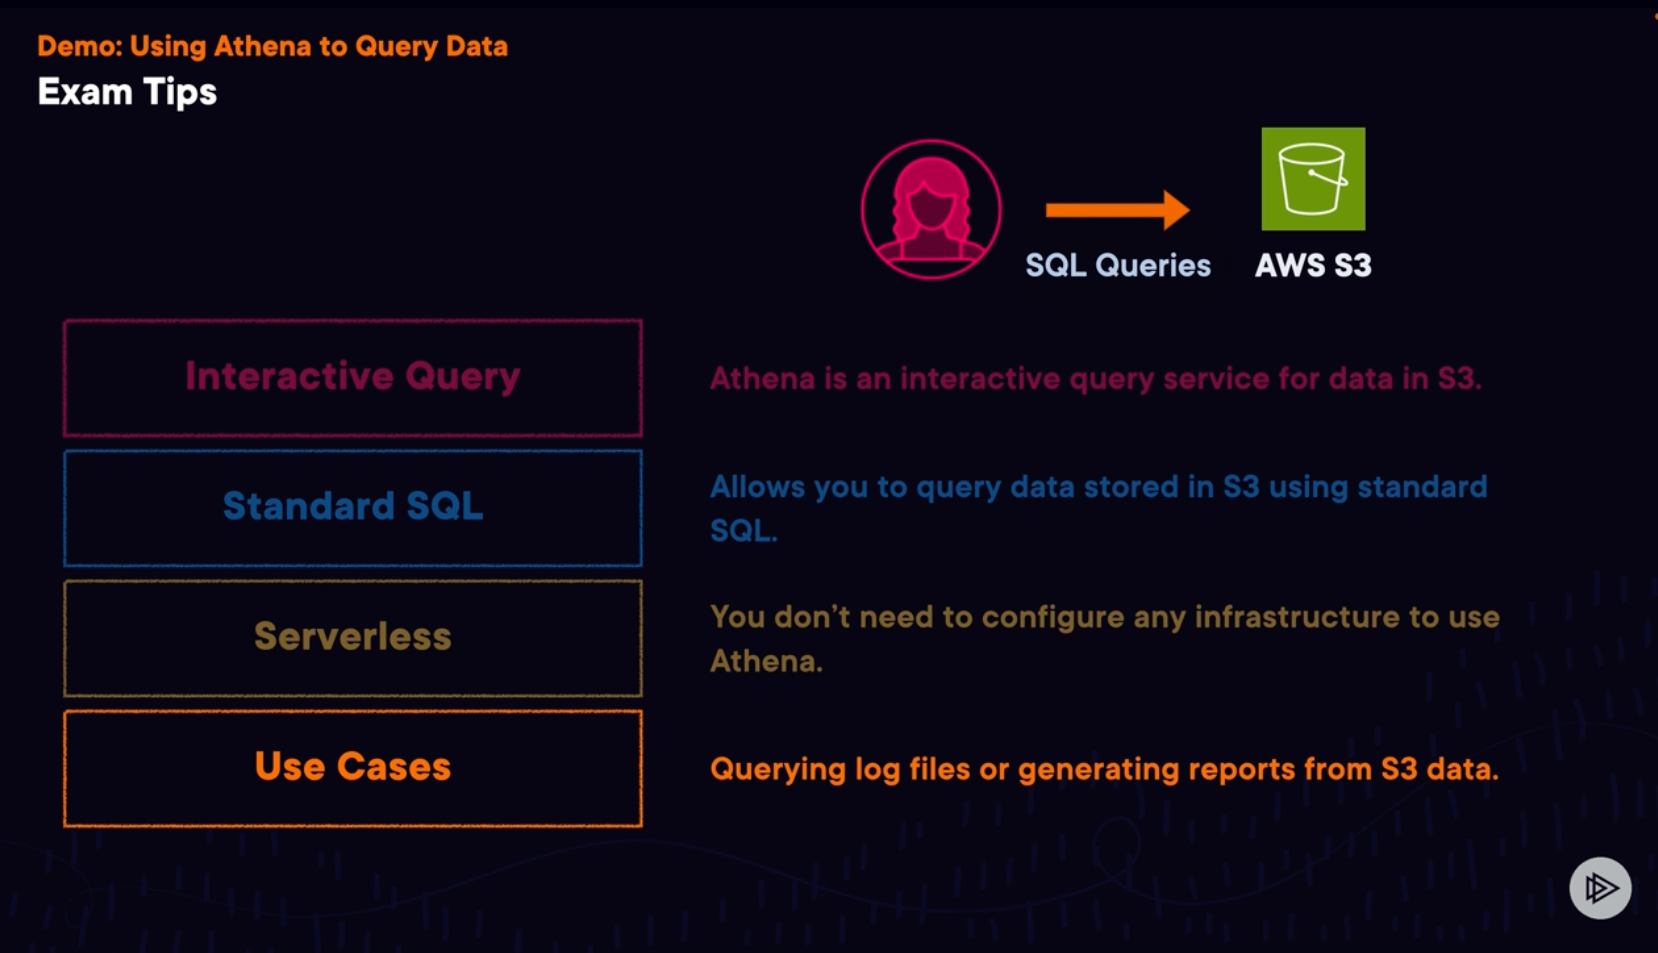 Demo: Using Athena to Query Data
Exam Tips
SQL Queries
AWS S3
Interactive Query
Athena is an interactive query service for data in S3.
Standard SQL
Allows you to query data stored in S3 using standard
SQL.
Serverless
You don’t need to configure any infrastructure to use
Athena.
Use Cases
Querying log files or generating reports from S3 data.